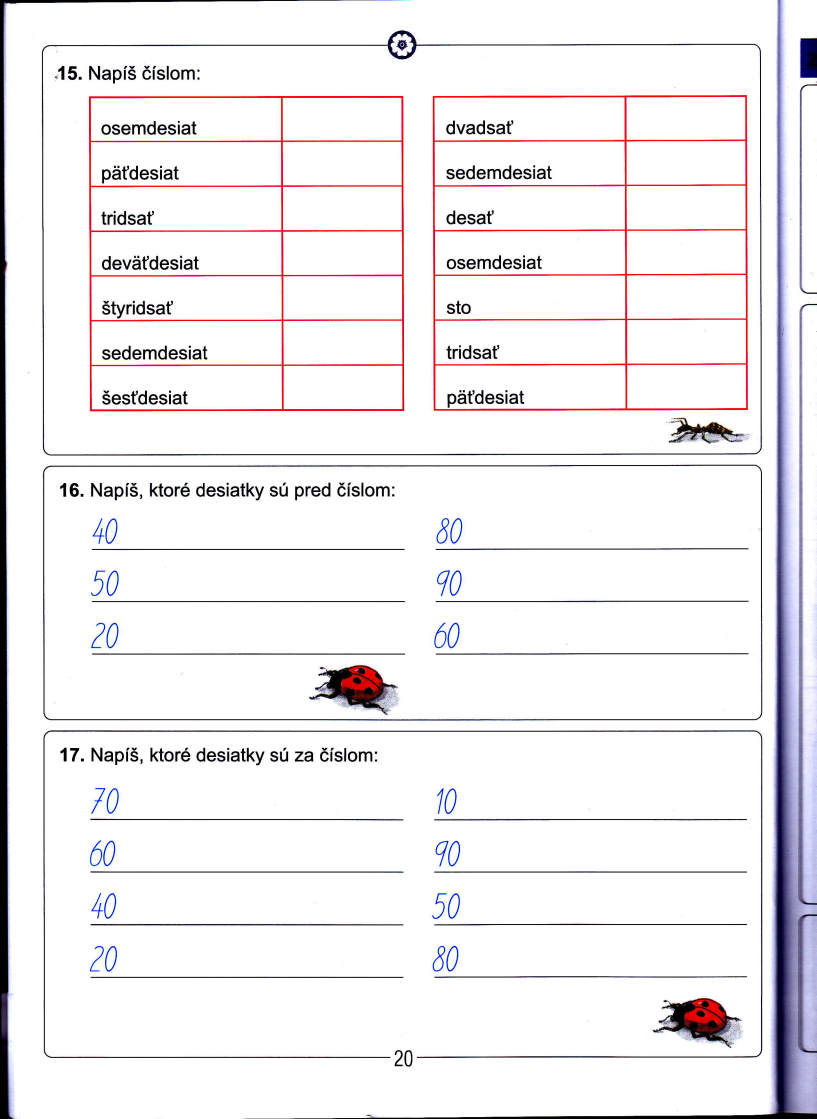 15. Napíš číslom:
osemdesiat
päťdesiat
tridsať
deväťdesiat
štyridsať
sedemdesiat
šesťdesiat
dvadsať
sedemdesiat
desať
osemdesiat
sto
tridsať
päťdesiat
16. Napíš, ktoré desiatky sú pred číslom:
40
50
20
80
90
60
17. Napíš, ktoré desiatky sú za číslom:
70
60
40
20
10
90
50
80
20